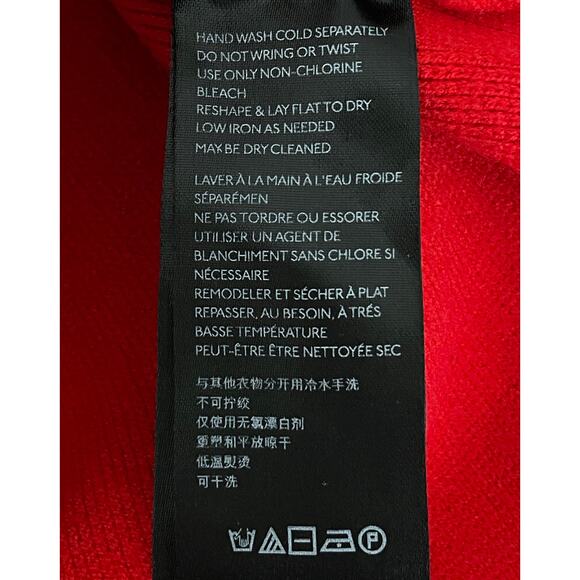 HAND WASH COLD SEPARATELY
DO NOT WRING OR TWIST
USE ONLY NON-CHLORINE
BLEACH
RESHAPE & LAY FLAT TO DRY
LOW IRON AS NEEDED
MAY BE DRY CLEANED
LAVER À LA MAIN À L'EAU FROIDE
SÉPARÉMEN
NE PAS TORDRE OU ESSORER
UTILISER UN AGENT DE
BLANCHIMENT SANS CHLORE SI
NÉCESSAIRE
REMODELER ET SÉCHER À PLAT
REPASSER, AU BESOIN, À TRÉS
BASSE TEMPÉRATURE
PEUT-ÊTRE ÊTRE NETTOYÉE SEC
与其他衣物分开用冷水手洗
不可拧绞
仅使用无氯漂白剂
重塑和平放晾干
低温熨烫
可干洗
P